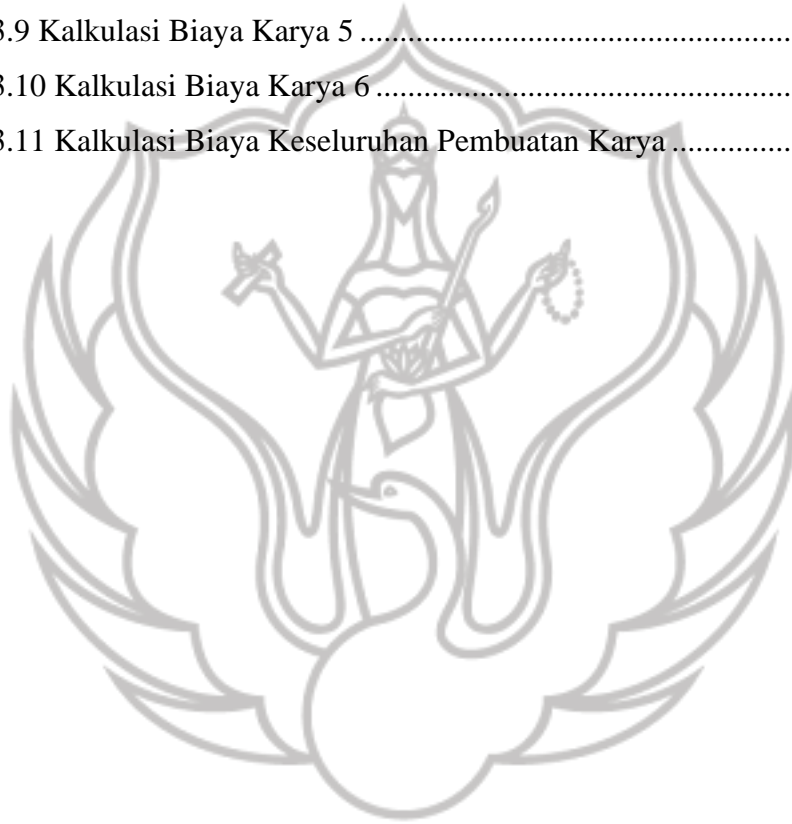 3.9 Kalkulasi Biaya Karya 5 ..........................................................
3.10 Kalkulasi Biaya Karya 6 ........................................................
3.11 Kalkulasi Biaya Keseluruhan Pembuatan Karya ...............